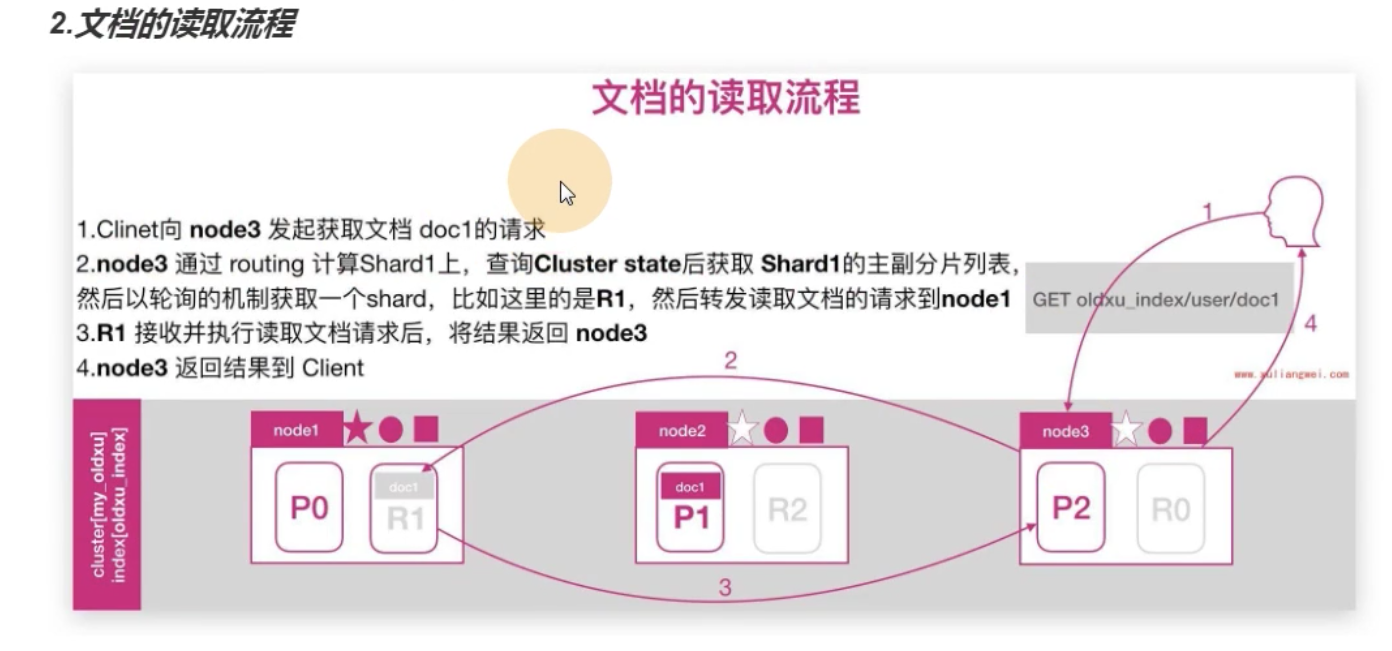 2.文档的读取流程
文档的读取流程
1.Clinet向 node3 发起获取文档 doc1的请求
2.node3 通过 routing 计算Shard1上，查询Cluster state后获取 Shard1的主副分片列表，
然后以轮询的机制获取一个shard，比如这里的是R1，然后转发读取文档的请求到node1
3.R1 接收并执行读取文档请求后，将结果返回 node3
4.node3 返回结果到 Client
1
GET oldxu_index/user/doc1
4
www.xuliangwei.com
2
cluster[my_oldxu]
index[oldxu_index]
node1
P0
doc1
R1
node2
doc1
P1
R2
node3
P2
R0
3